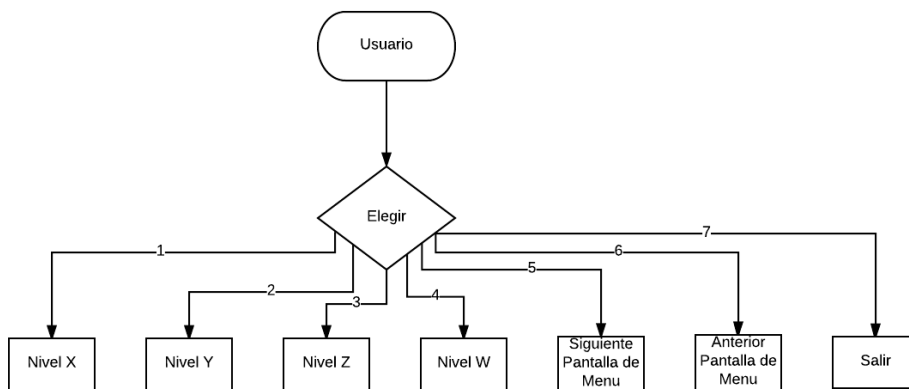 Usuario
Elegir
7
1
6
5
2
4
3
Nivel X
Nivel Y
Nivel Z
Nivel W
Siguiente
Pantalla de
Menu
Anterior
Pantalla de
Menu
Salir